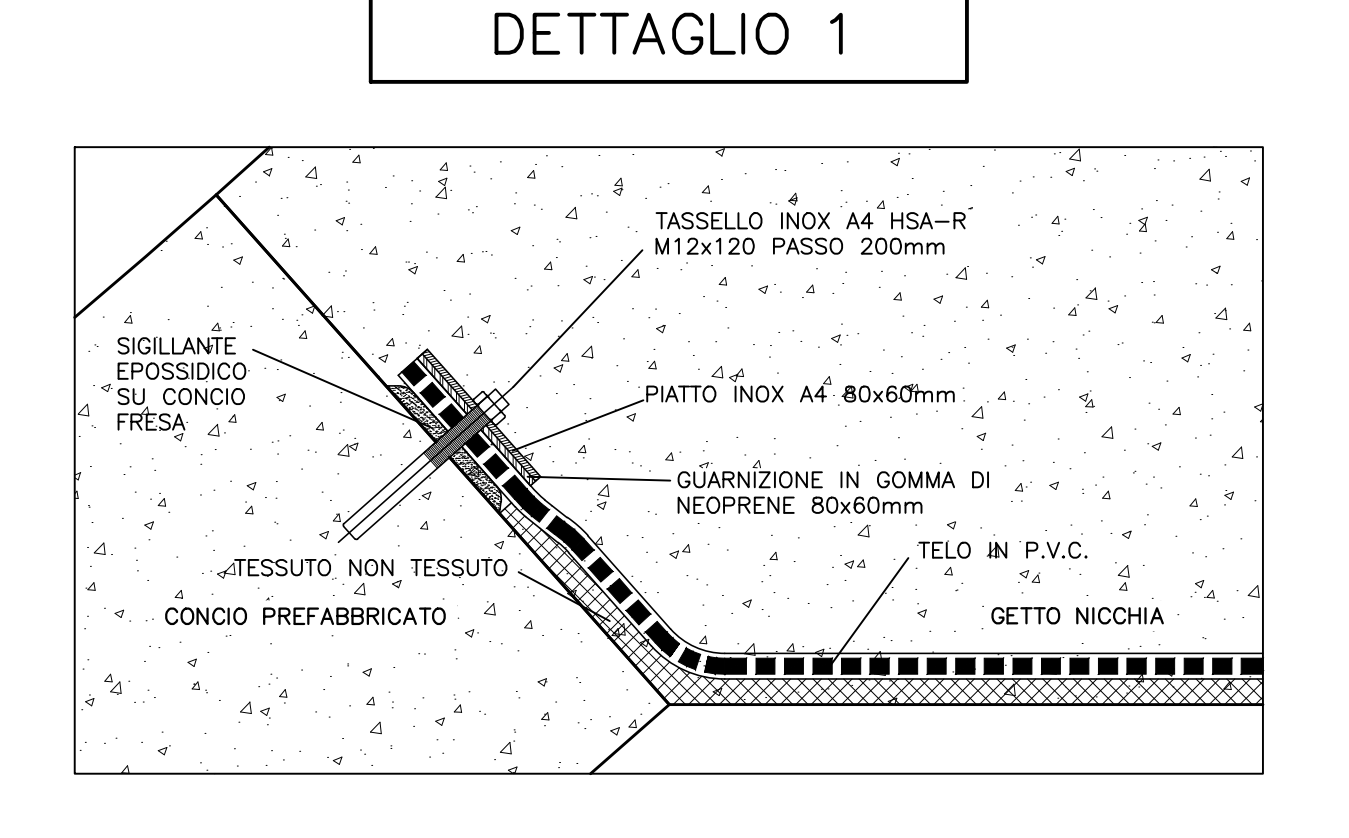 DETTAGLIO 1
TASSELLO INOX A4 HSA-R
M12x120 PASSO 200mm
SIGILLANTE
EPOSSIDICO
SU CONCIO
FRESA
PIATTO INOX A4 80x60mm
GUARNIZIONE IN GOMMA DI
NEOPRENE 80x60mm
TELO IN P.V.C.
TESSUTO NON TESSUTO
CONCIO PREFABBRICATO
GETTO NICCHIA